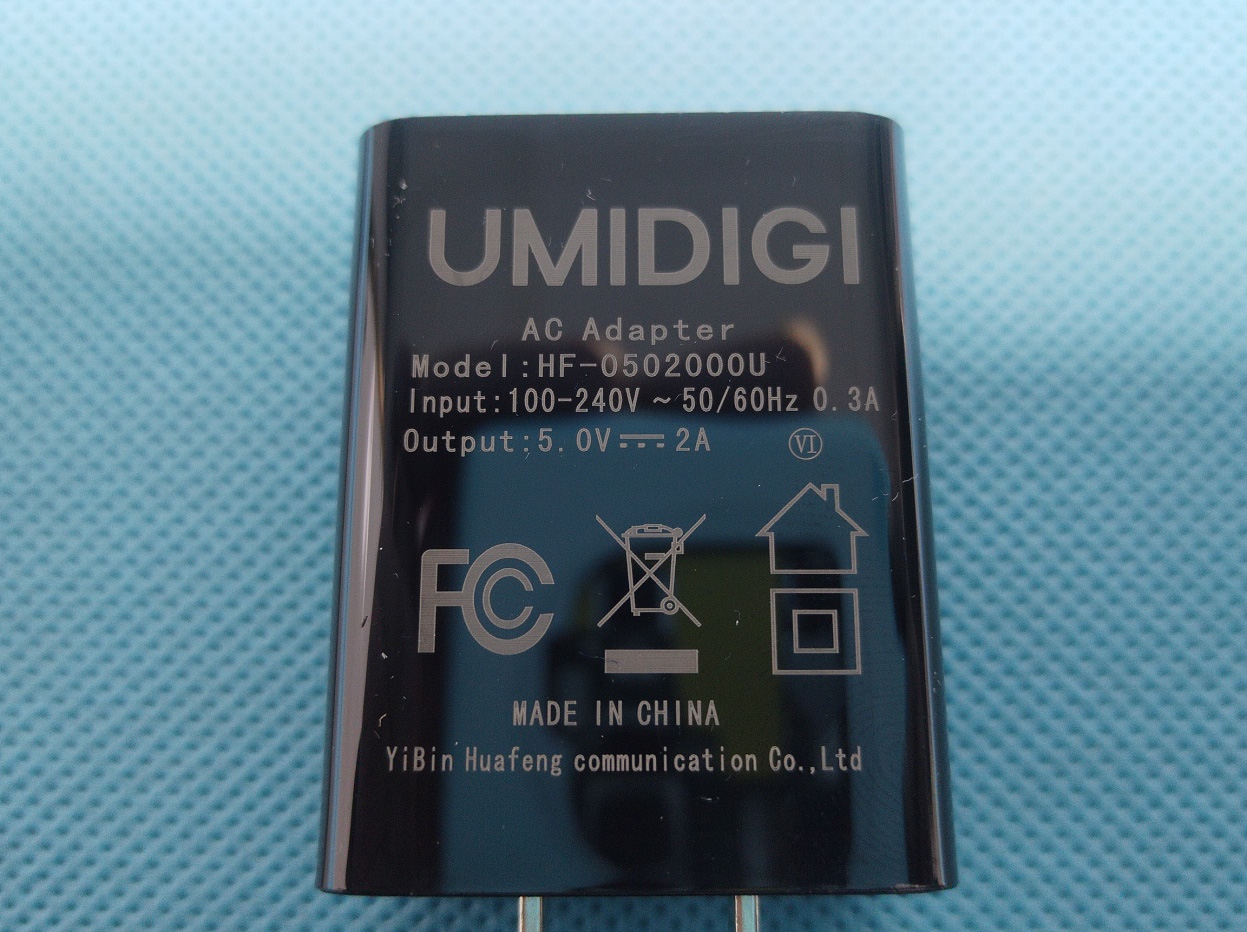 UMIDIGI
AC Adapter
Model:HF-0502000U
Input:100-240V ~ 50/60Hz 0.3A
Output:5.0V⎓2A VI
FC
MADE IN CHINA
YiBin Huafeng communication Co.,Ltd